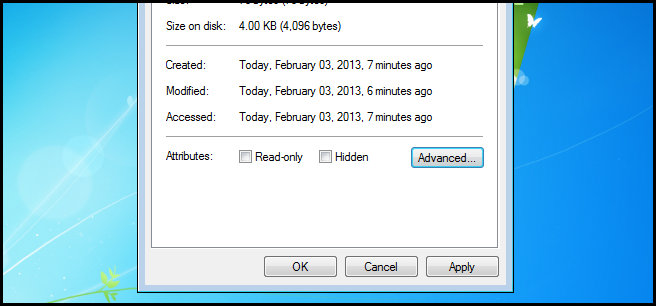 Size on disk: 4.00 KB (4,096 bytes)
Created: Today, February 03, 2013, 7 minutes ago
Modified: Today, February 03, 2013, 6 minutes ago
Accessed: Today, February 03, 2013, 7 minutes ago
Attributes: Read-only Hidden Advanced...
OK Cancel Apply